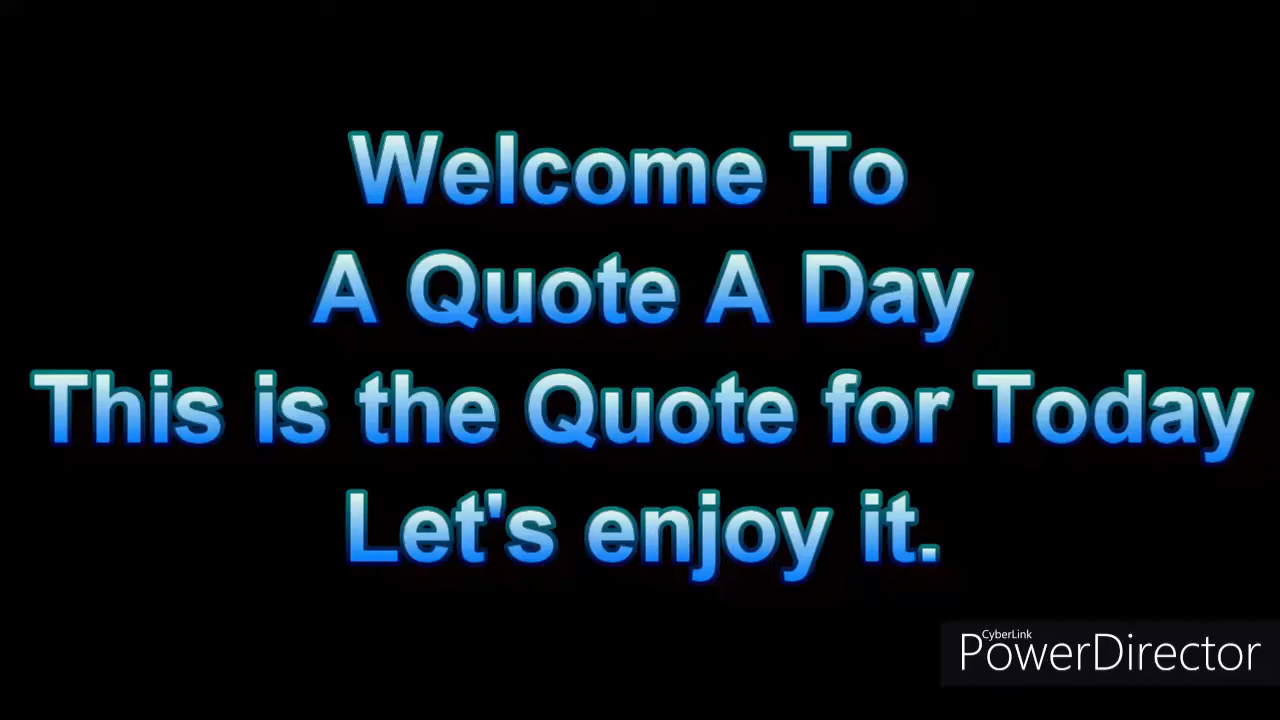 Welcome To
A Quote A Day
This is the Quote for Today
Let's enjoy it.
CyberLink
PowerDirector